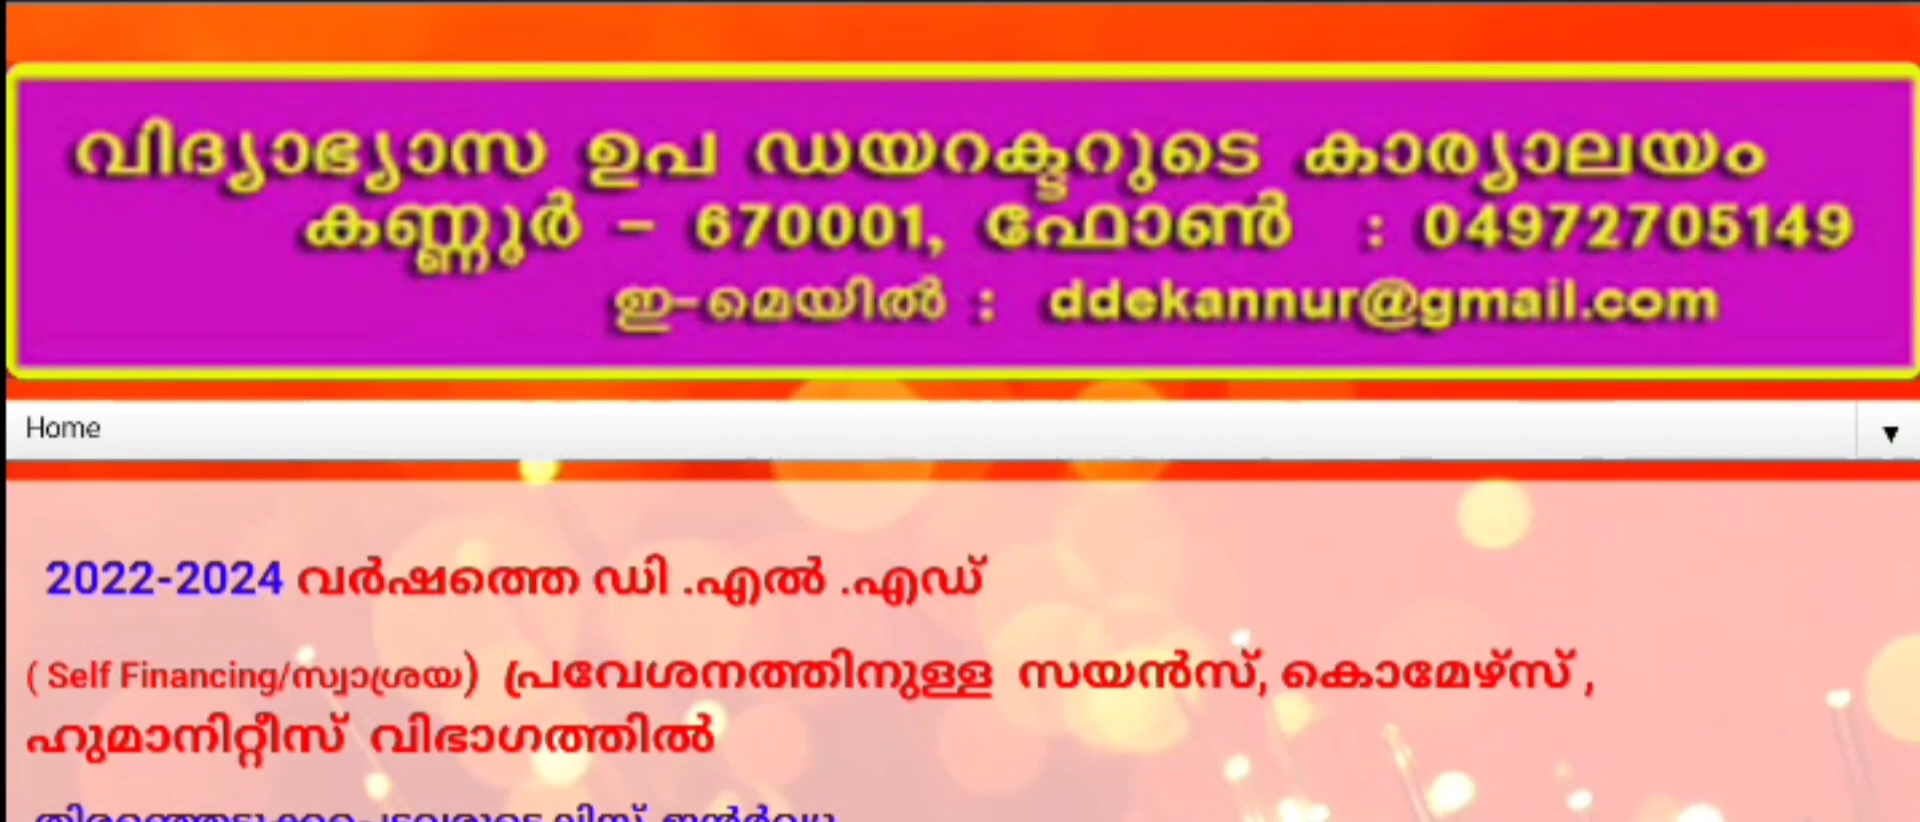 വിദ്യാഭ്യാസ ഉപ ഡയറക്ടറുടെ കാര്യാലയം
കണ്ണൂർ – 670001, ഫോൺ : 04972705149
ഇ-മെയിൽ : ddekannur@gmail.com
Home
2022-2024 വർഷത്തെ ഡി .എൽ .എഡ്
( Self Financing/സ്വാശ്രയ) പ്രവേശനത്തിനുള്ള സയൻസ്, കൊമേഴ്സ് ,
ഹുമാനിറ്റീസ് വിഭാഗത്തിൽ